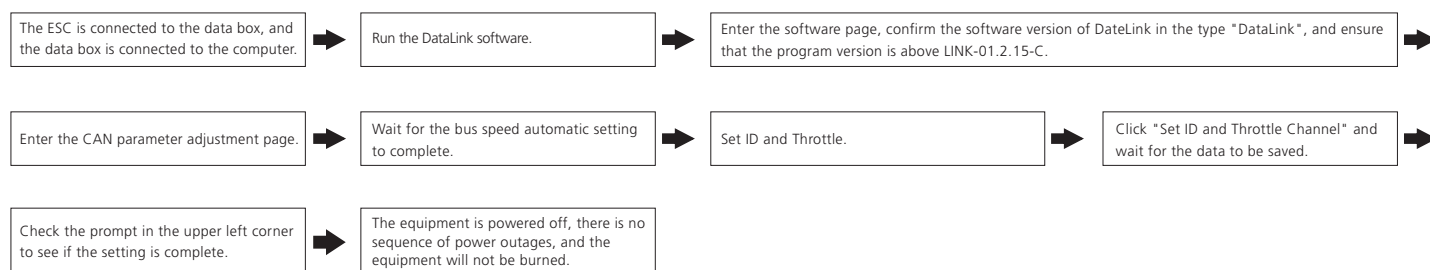 The ESC is connected to the data box, and
the data box is connected to the computer.
Run the DataLink software.
Enter the software page, confirm the software version of DateLink in the type "DataLink", and ensure
that the program version is above LINK-01.2.15-C.
Enter the CAN parameter adjustment page.
Wait for the bus speed automatic setting
to complete.
Set ID and Throttle.
Click "Set ID and Throttle Channel" and
wait for the data to be saved.
Check the prompt in the upper left corner
to see if the setting is complete.
The equipment is powered off, there is no
sequence of power outages, and the
equipment will not be burned.